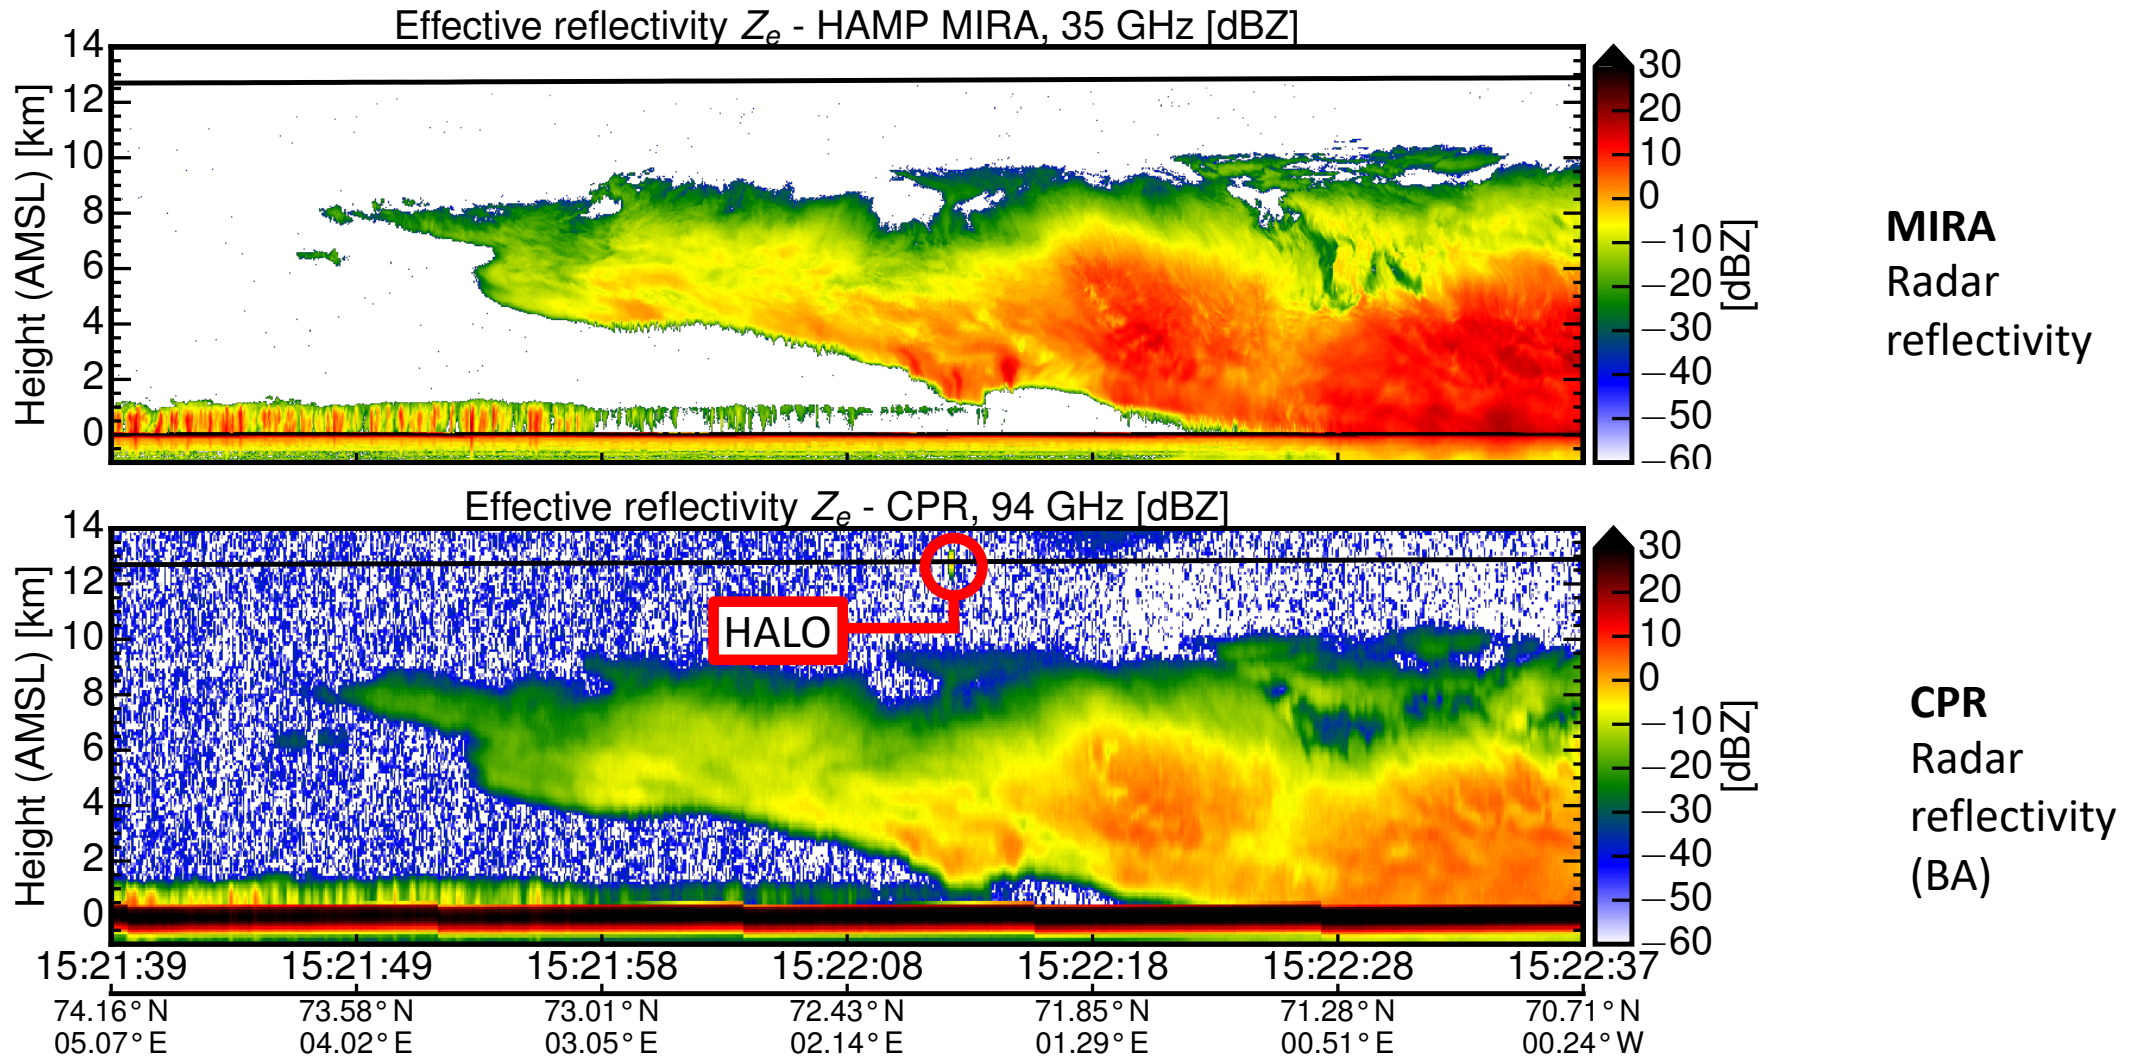 Effective reflectivity Ze - HAMP MIRA, 35 GHz [dBZ]
14
12
10
8
6
4
2
0
Height (AMSL) [km]
30
20
10
0
−10
−20
−30
−40
−50
−60
[dBZ]
MIRA
Radar
reflectivity
Effective reflectivity Ze - CPR, 94 GHz [dBZ]
14
12
10
8
6
4
2
0
Height (AMSL) [km]
HALO
30
20
10
0
−10
−20
−30
−40
−50
−60
[dBZ]
CPR
Radar
reflectivity
(BA)
15:21:39 15:21:49 15:21:58 15:22:08 15:22:18 15:22:28 15:22:37
74.16° N 73.58° N 73.01° N 72.43° N 71.85° N 71.28° N 70.71° N
05.07° E 04.02° E 03.05° E 02.14° E 01.29° E 00.51° E 00.24° W